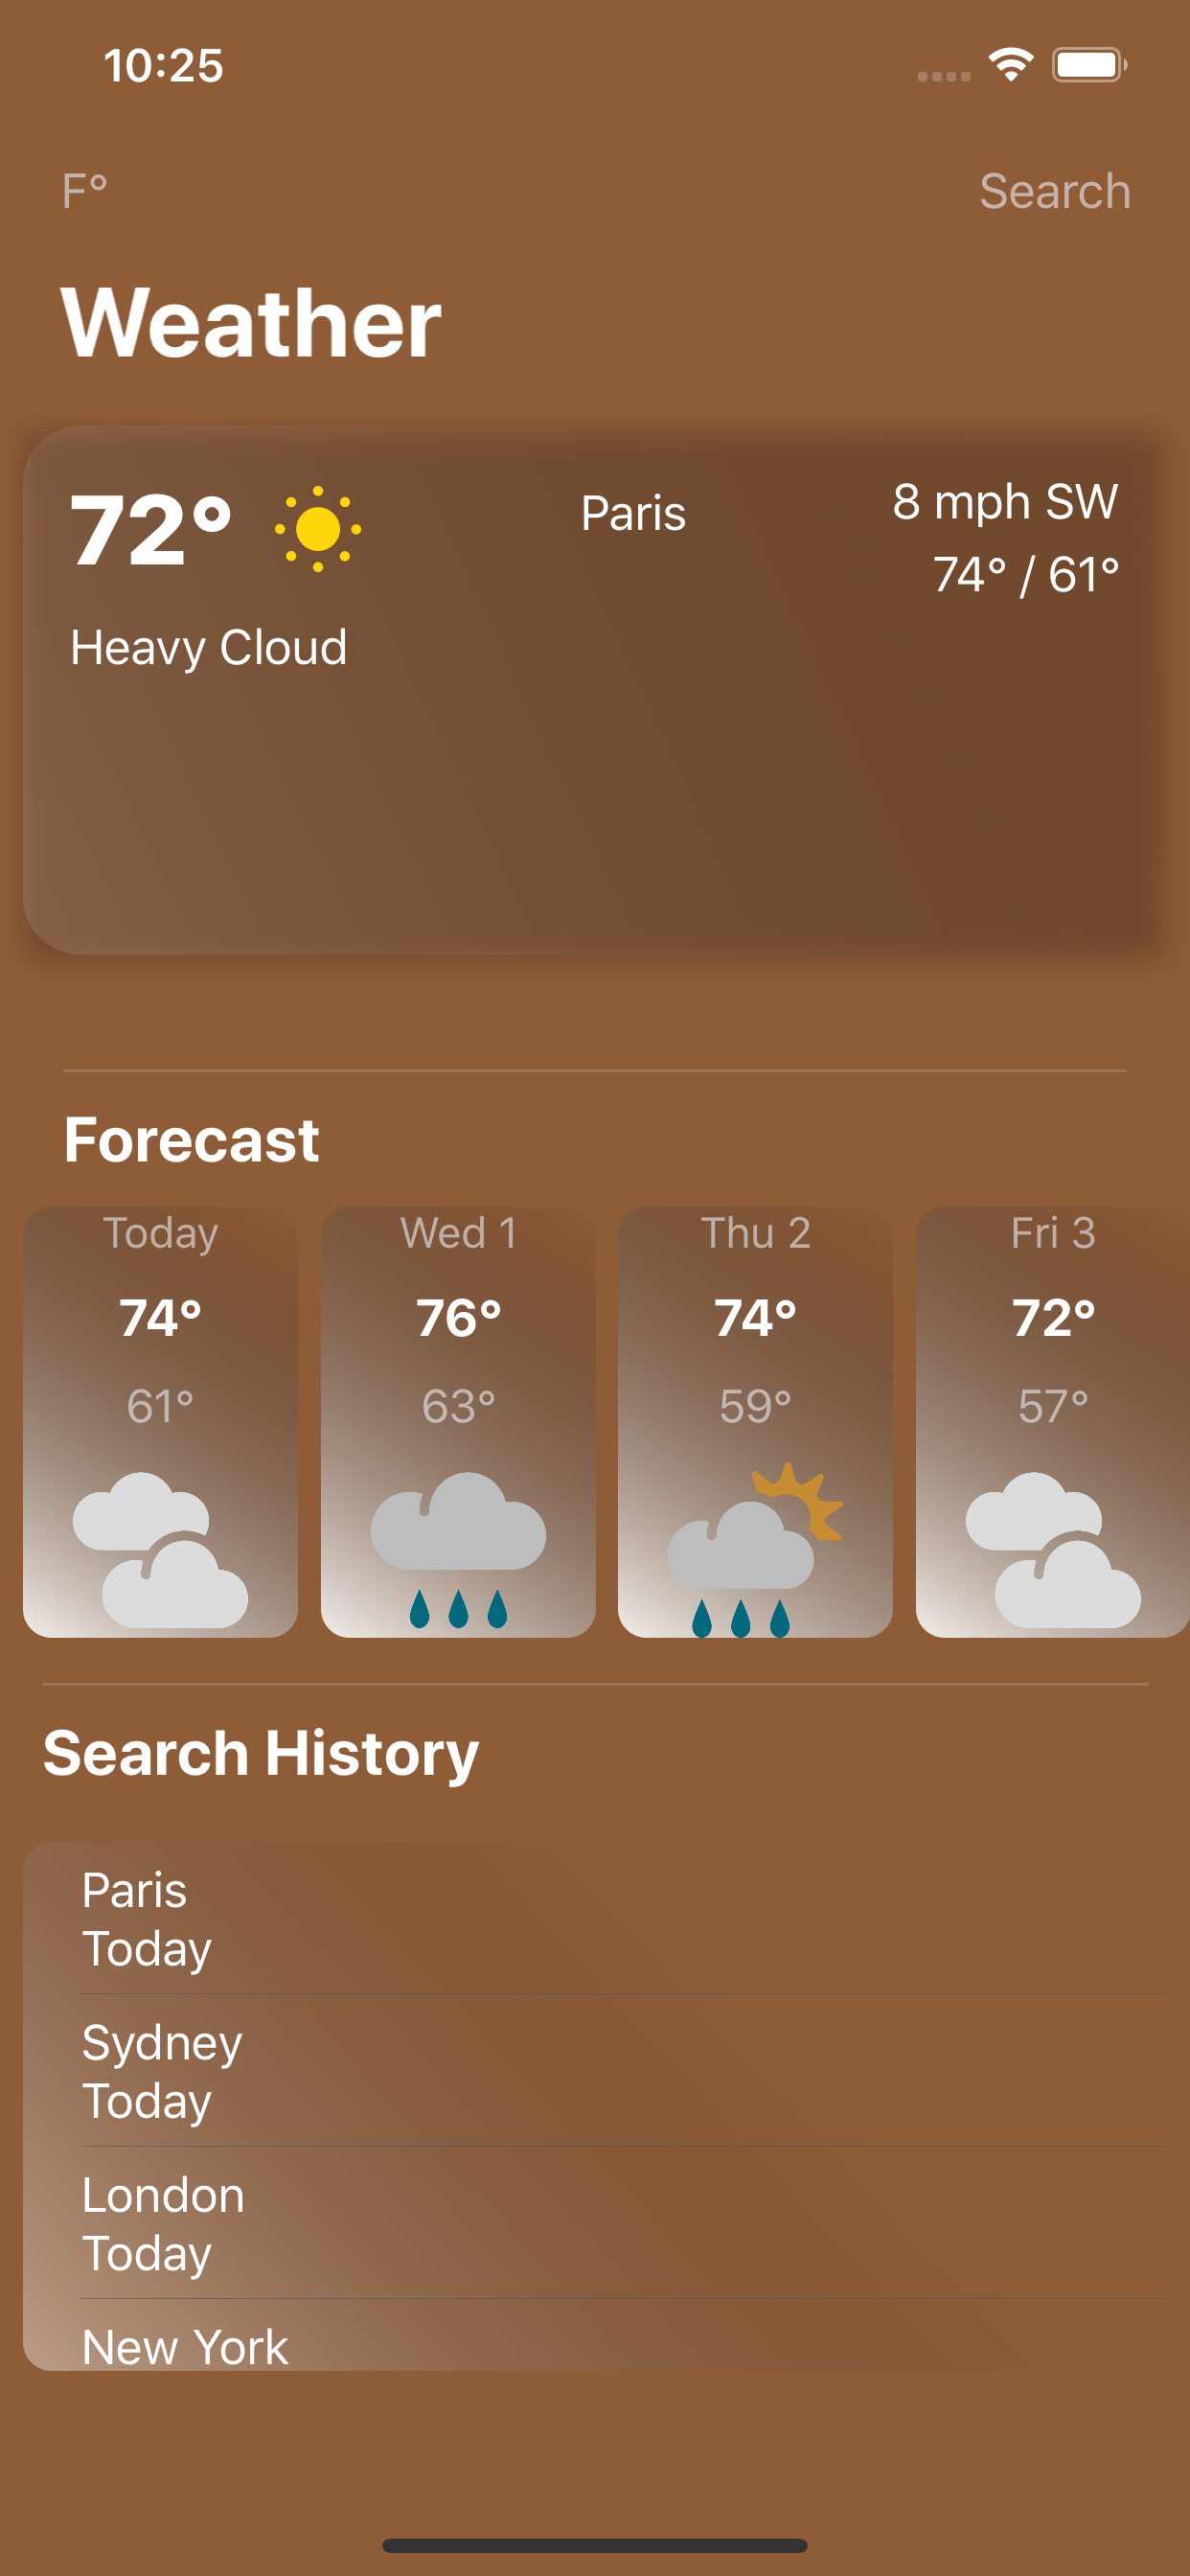 10:25
F°
Search
Weather
72°
Paris
8 mph SW
74° / 61°
Heavy Cloud
Forecast
Today
74°
61°
Wed 1
76°
63°
Thu 2
74°
59°
Fri 3
72°
57°
Search History
Paris
Today
Sydney
Today
London
Today
New York